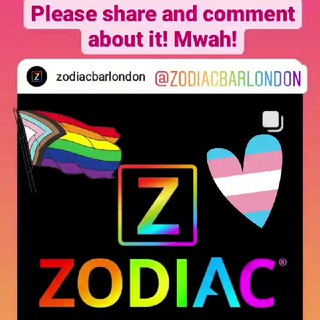 Please share and comment
about it! Mwah!
zodiacbarlondon @ZODIACBARLONDON
Z
Z
ZODIAC®